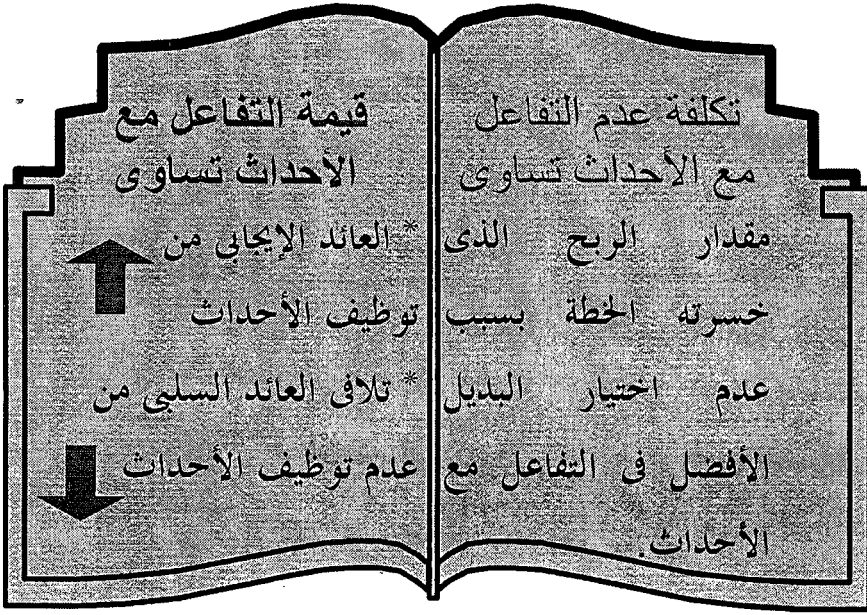 تكلفة عدم التفاعل
مع الأحداث تساوى
مقدار الربح الذى
خسرته الخطة بسبب
عدم اختيار البديل
الأفضل فى التفاعل مع
الأحداث.
قيمة التفاعل مع
الأحداث تساوى
* العائد الإيجابى من
توظيف الأحداث
* تلافى العائد السلبى من
عدم توظيف الأحداث